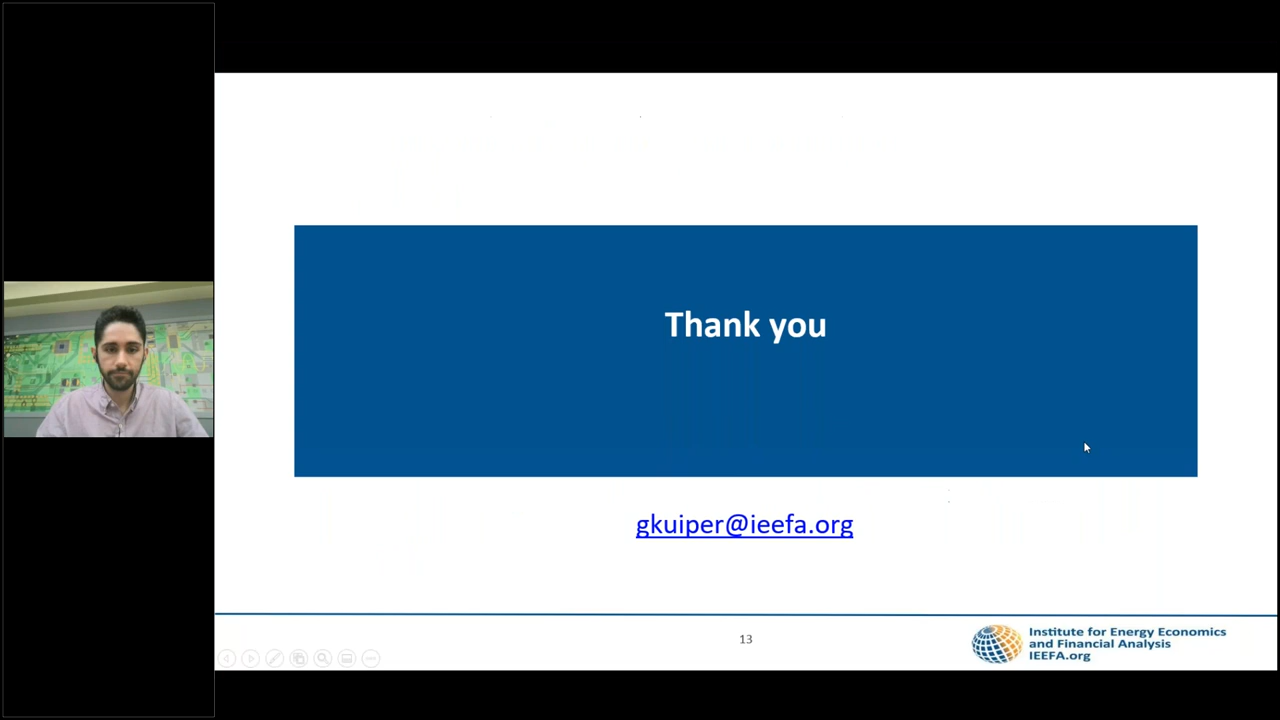 Thank you
gkuiper@ieefa.org
13
Institute for Energy Economics
and Financial Analysis
IEEFA.org